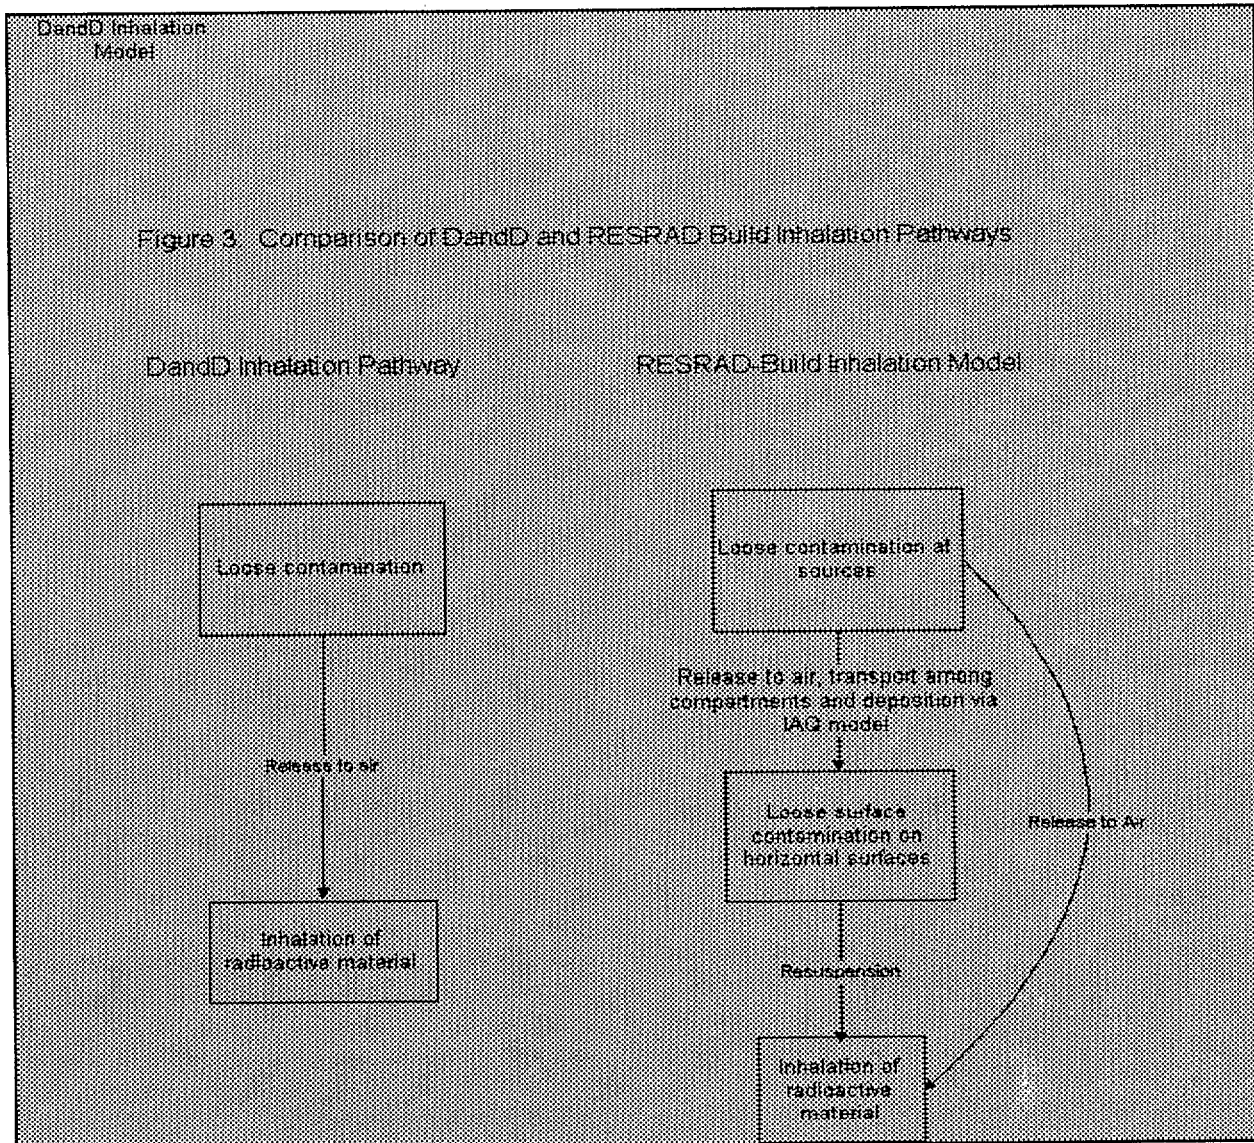 DandD Inhalation
Model
Figure 3. Comparison of DandD and RESRAD Build Inhalation Pathways
DandD Inhalation Pathway
RESRAD-Build Inhalation Model
Loose contamination
Release to air
Inhalation of
radioactive material
Loose contamination at
sources
Release to air, transport among
compartments and deposition via
IAQ model
Loose surface
contamination on
horizontal surfaces
Release to Air
Resuspension
Inhalation of
radioactive
material